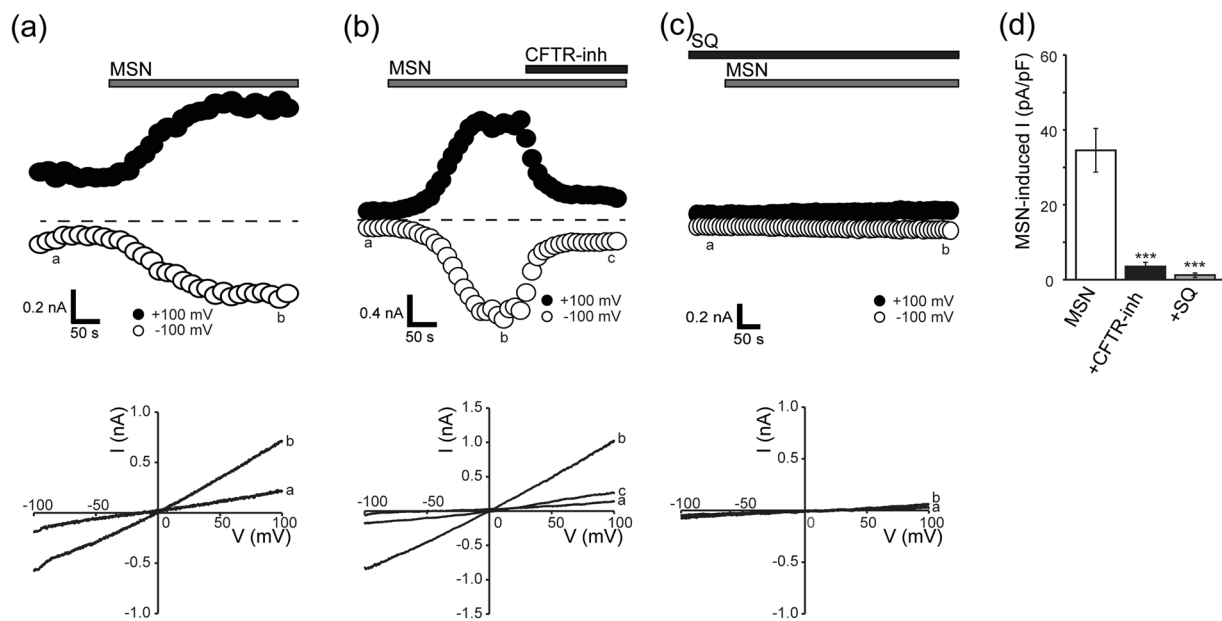 (a)
MSN
a
b
0.2 nA
50 s
+100 mV
-100 mV
I (nA)
1.0
0.5
-0.5
-1.0
-100
-50
0
50
100
V (mV)
b
a
(b)
CFTR-inh
MSN
a
b
c
0.4 nA
50 s
+100 mV
-100 mV
I (nA)
1.5
1.0
0.5
-0.5
-1.0
-1.5
-100
-50
0
50
100
V (mV)
b
c
a
(c)
SQ
MSN
a
b
0.2 nA
50 s
+100 mV
-100 mV
I (nA)
1.0
0.5
-0.5
-1.0
-100
-50
0
50
100
V (mV)
b
a
(d)
MSN-induced I (pA/pF)
60
40
20
0
***
***
MSN
+CFTR-inh
+SQ